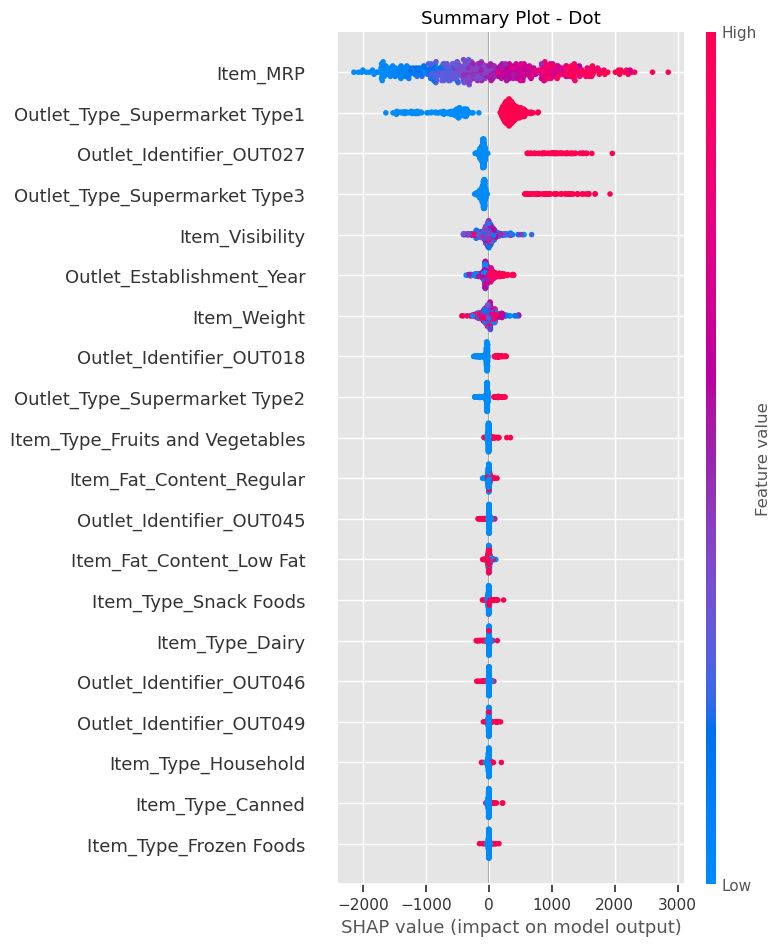 Summary Plot - Dot
High
Item_MRP
Outlet_Type_Supermarket Type1
Outlet_Identifier_OUT027
Outlet_Type_Supermarket Type3
Item_Visibility
Outlet_Establishment_Year
Item_Weight
Outlet_Identifier_OUT018
Outlet_Type_Supermarket Type2
Item_Type_Fruits and Vegetables
Item_Fat_Content_Regular
Outlet_Identifier_OUT045
Item_Fat_Content_Low Fat
Item_Type_Snack Foods
Item_Type_Dairy
Outlet_Identifier_OUT046
Outlet_Identifier_OUT049
Item_Type_Household
Item_Type_Canned
Item_Type_Frozen Foods
Feature value
Low
−2000 −1000 0 1000 2000 3000
SHAP value (impact on model output)